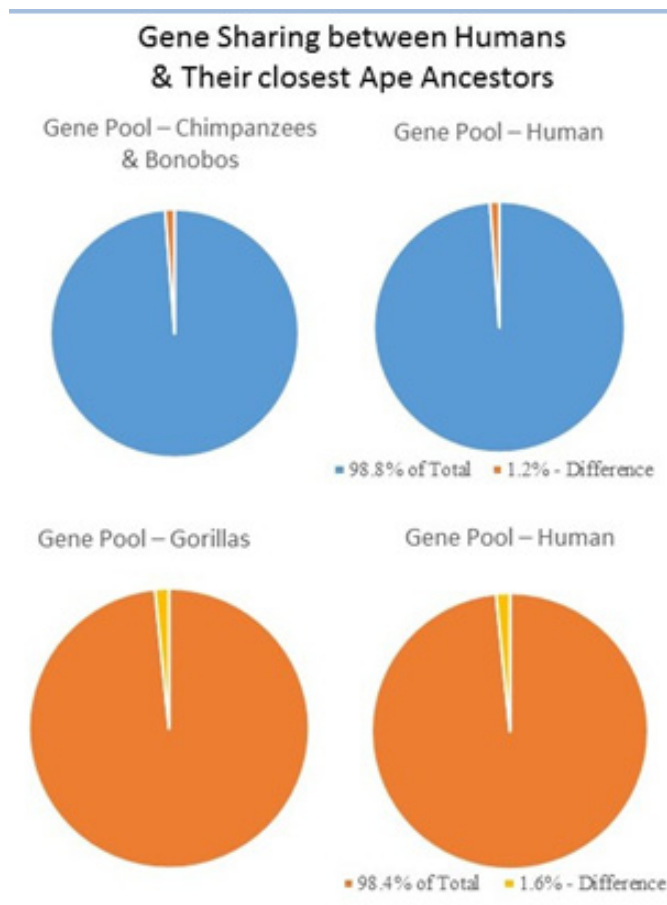 Gene Sharing between Humans
& Their closest Ape Ancestors
Gene Pool – Chimpanzees
& Bonobos
Gene Pool – Human
98.8% of Total 1.2% - Difference
Gene Pool – Gorillas
Gene Pool – Human
98.4% of Total 1.6% - Difference